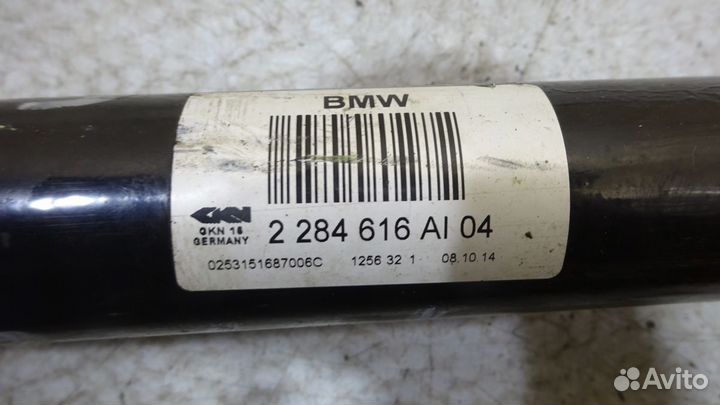 BMW
GKN
GKN 16
GERMANY
2 284 616 AI 04
0253151687006C 1256 32 1 08.10.14
Avito